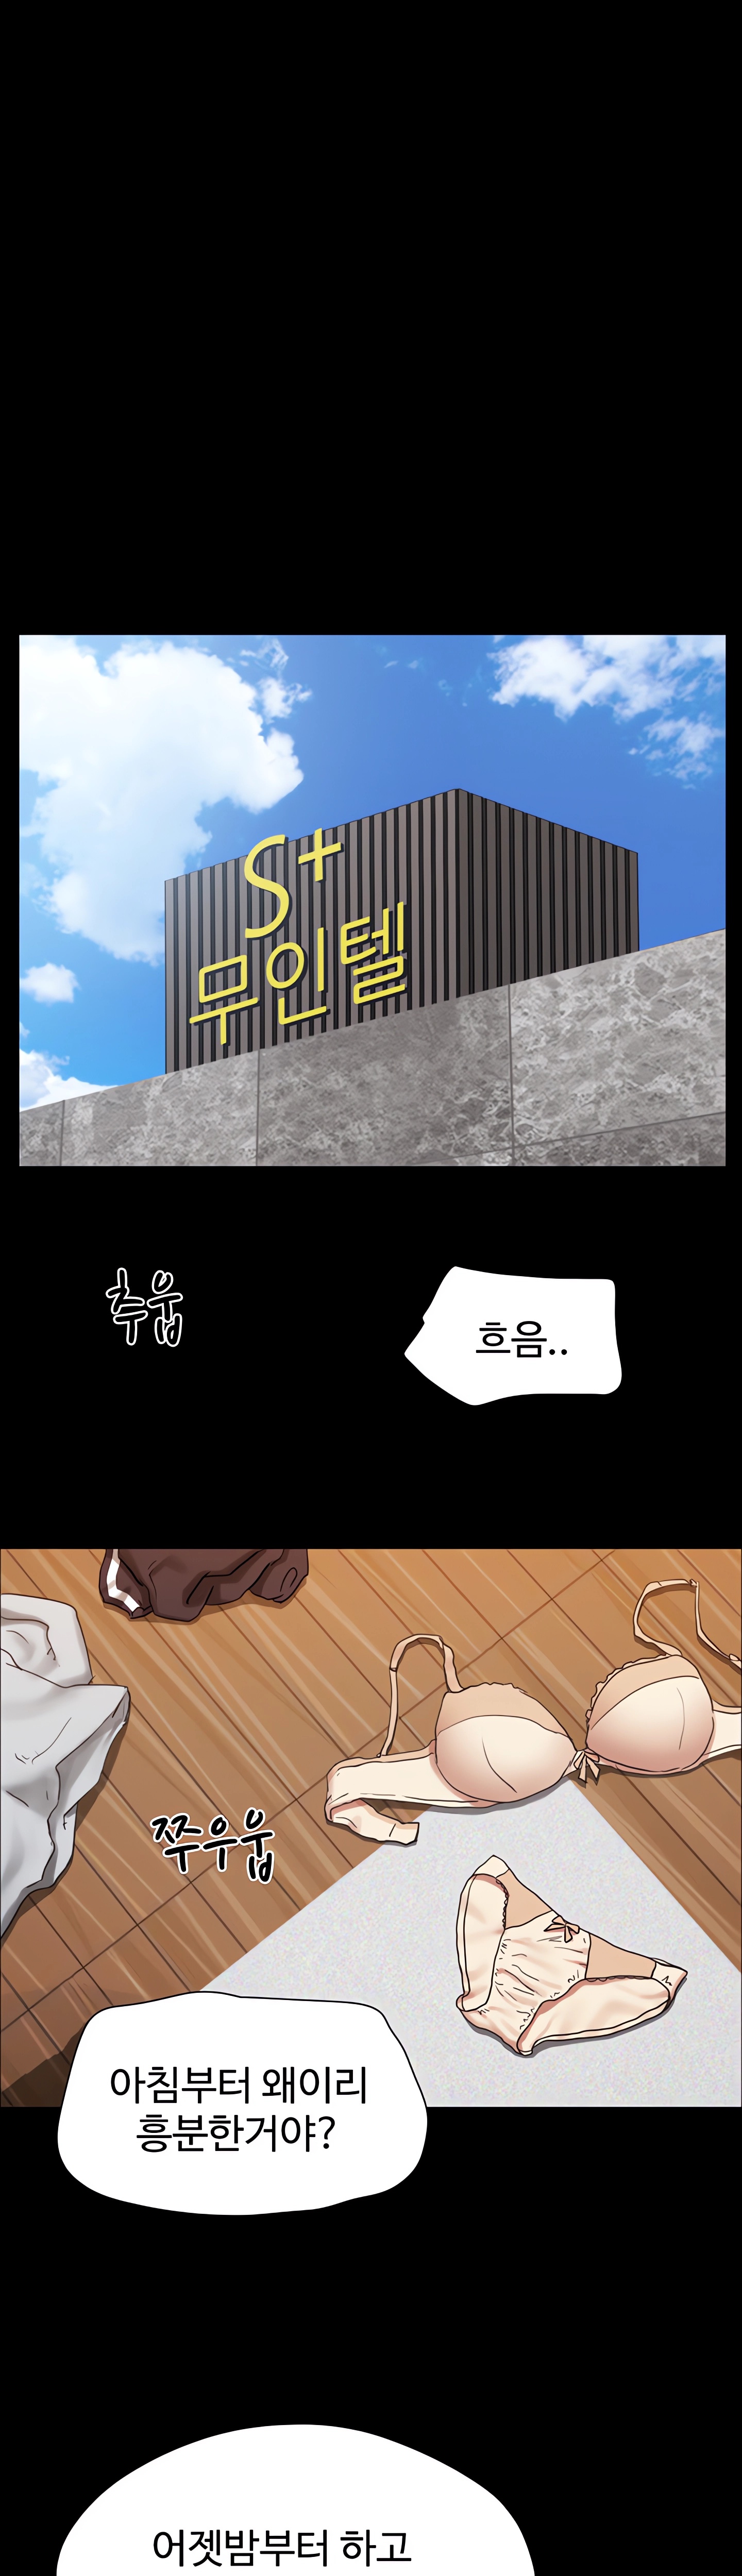 S+
무인텔
추웁
흐음..
쭈우웁
아침부터 왜이리
흥분한거야?
어젯밤부터 하고